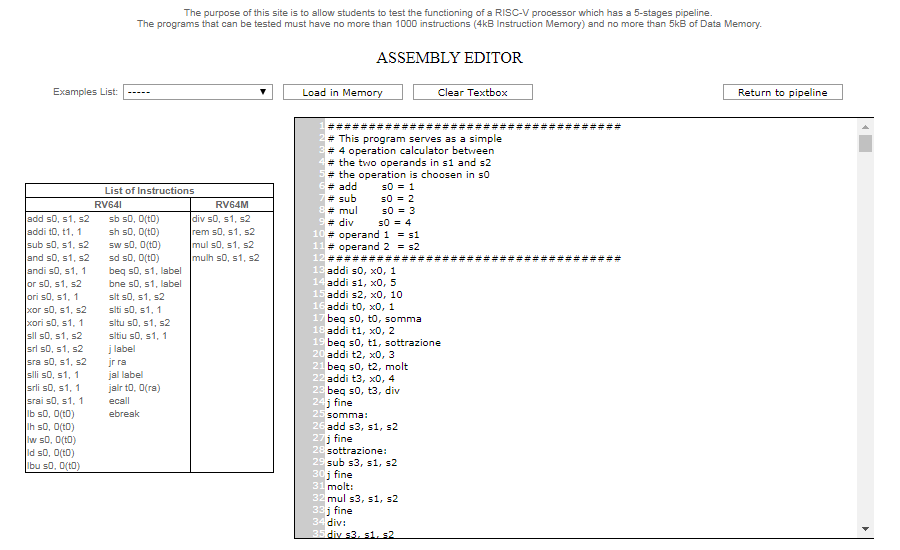 The purpose of this site is to allow students to test the functioning of a RISC-V processor which has a 5-stages pipeline.
The programs that can be tested must have no more than 1000 instructions (4kB Instruction Memory) and no more than 5kB of Data Memory.
ASSEMBLY EDITOR
Examples List: ----- Load in Memory Clear Textbox Return to pipeline
List of Instructions
RV64I RV64M
add s0, s1, s2 sb s0, 0(t0) div s0, s1, s2
addi t0, t1, 1 sh s0, 0(t0) rem s0, s1, s2
sub s0, s1, s2 sw s0, 0(t0) mul s0, s1, s2
and s0, s1, s2 sd s0, 0(t0) mulh s0, s1, s2
andi s0, s1, 1 beq s0, s1, label
or s0, s1, s2 bne s0, s1, label
ori s0, s1, 1 slt s0, s1, s2
xor s0, s1, s2 slti s0, s1, 1
xori s0, s1, 1 sltu s0, s1, s2
sll s0, s1, s2 sltiu s0, s1, 1
srl s0, s1, s2 j label
sra s0, s1, s2 jr ra
slli s0, s1, 1 jal label
srli s0, s1, 1 jalr t0, 0(ra)
srai s0, s1, 1 ecall
lb s0, 0(t0) ebreak
lh s0, 0(t0)
lw s0, 0(t0)
ld s0, 0(t0)
lbu s0, 0(t0)
1 ####################################
2 # This program serves as a simple
3 # 4 operation calculator between
4 # the two operands in s1 and s2
5 # the operation is choosen in s0
6 # add s0 = 1
7 # sub s0 = 2
8 # mul s0 = 3
9 # div s0 = 4
10 # operand 1 = s1
11 # operand 2 = s2
12 ####################################
13 addi s0, x0, 1
14 addi s1, x0, 5
15 addi s2, x0, 10
16 addi t0, x0, 1
17 beq s0, t0, somma
18 addi t1, x0, 2
19 beq s0, t1, sottrazione
20 addi t2, x0, 3
21 beq s0, t2, molt
22 addi t3, x0, 4
23 beq s0, t3, div
24 j fine
25 somma:
26 add s3, s1, s2
27 j fine
28 sottrazione:
29 sub s3, s1, s2
30 j fine
31 molt:
32 mul s3, s1, s2
33 j fine
34 div:
35 div s3, s1, s2